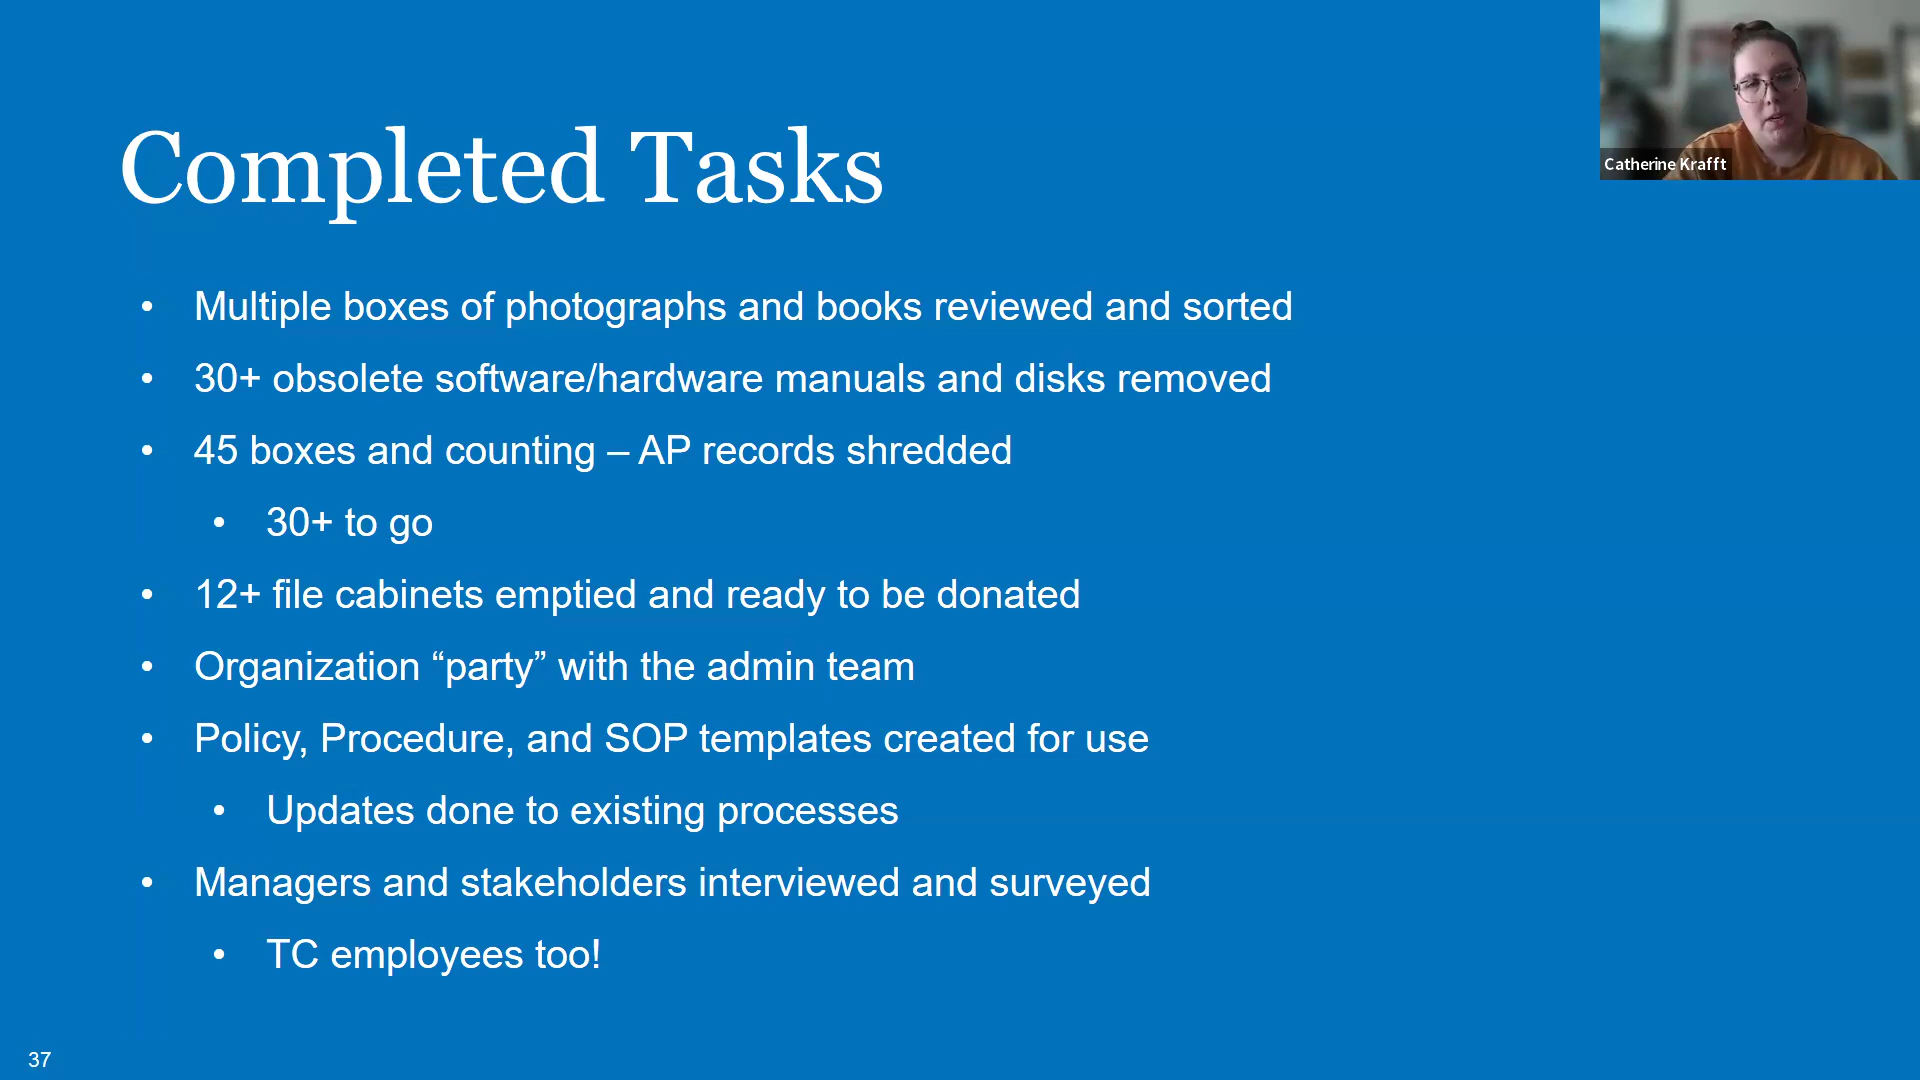 Completed Tasks
Catherine Krafft
• Multiple boxes of photographs and books reviewed and sorted
• 30+ obsolete software/hardware manuals and disks removed
• 45 boxes and counting – AP records shredded
• 30+ to go
• 12+ file cabinets emptied and ready to be donated
• Organization “party” with the admin team
• Policy, Procedure, and SOP templates created for use
• Updates done to existing processes
• Managers and stakeholders interviewed and surveyed
• TC employees too!
37